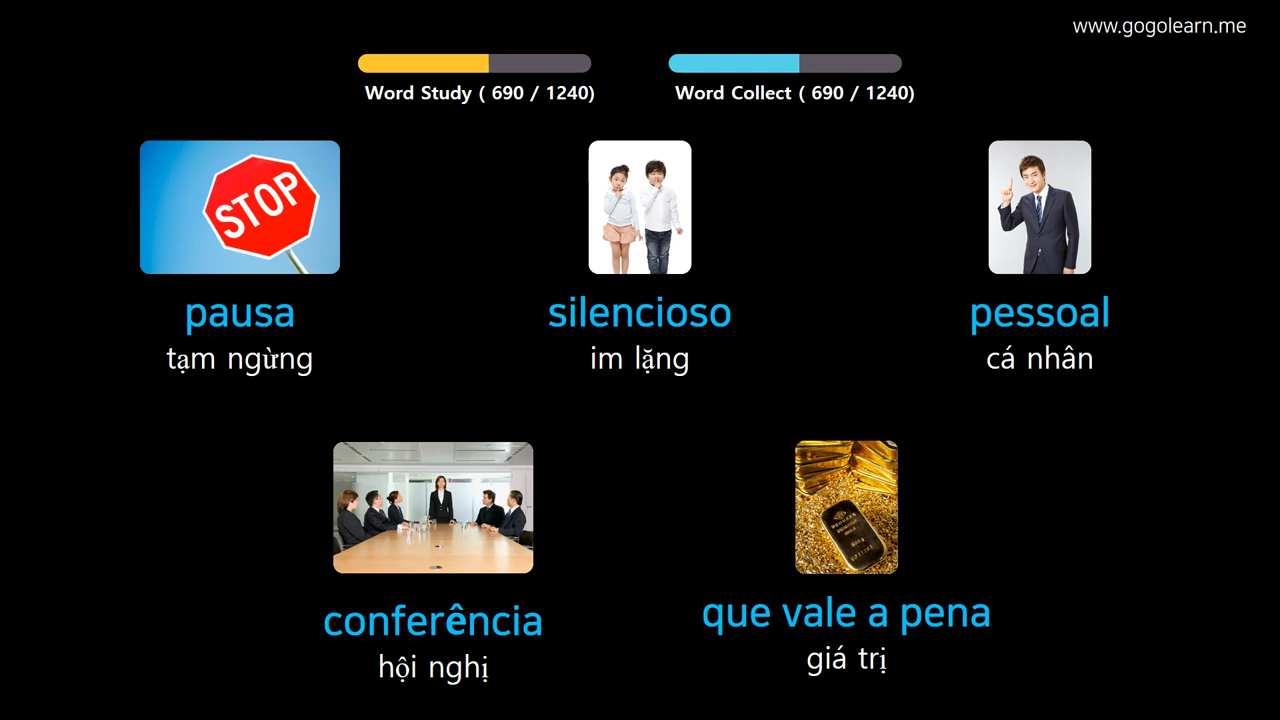 www.gogolearn.me
Word Study ( 690 / 1240)
Word Collect ( 690 / 1240)
STOP
pausa
tạm ngừng
silencioso
im lặng
pessoal
cá nhân
conferência
hội nghị
que vale a pena
giá trị